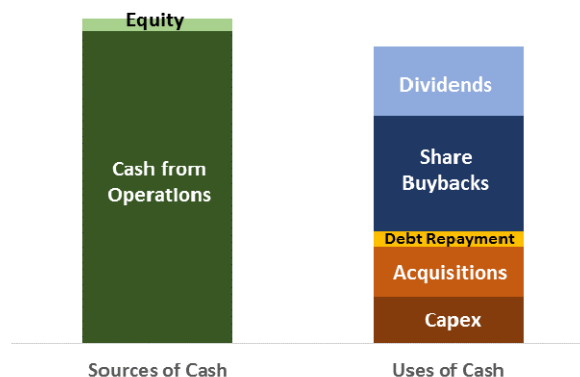 Equity
Cash from
Operations
Dividends
Share
Buybacks
Debt Repayment
Acquisitions
Capex
Sources of Cash
Uses of Cash